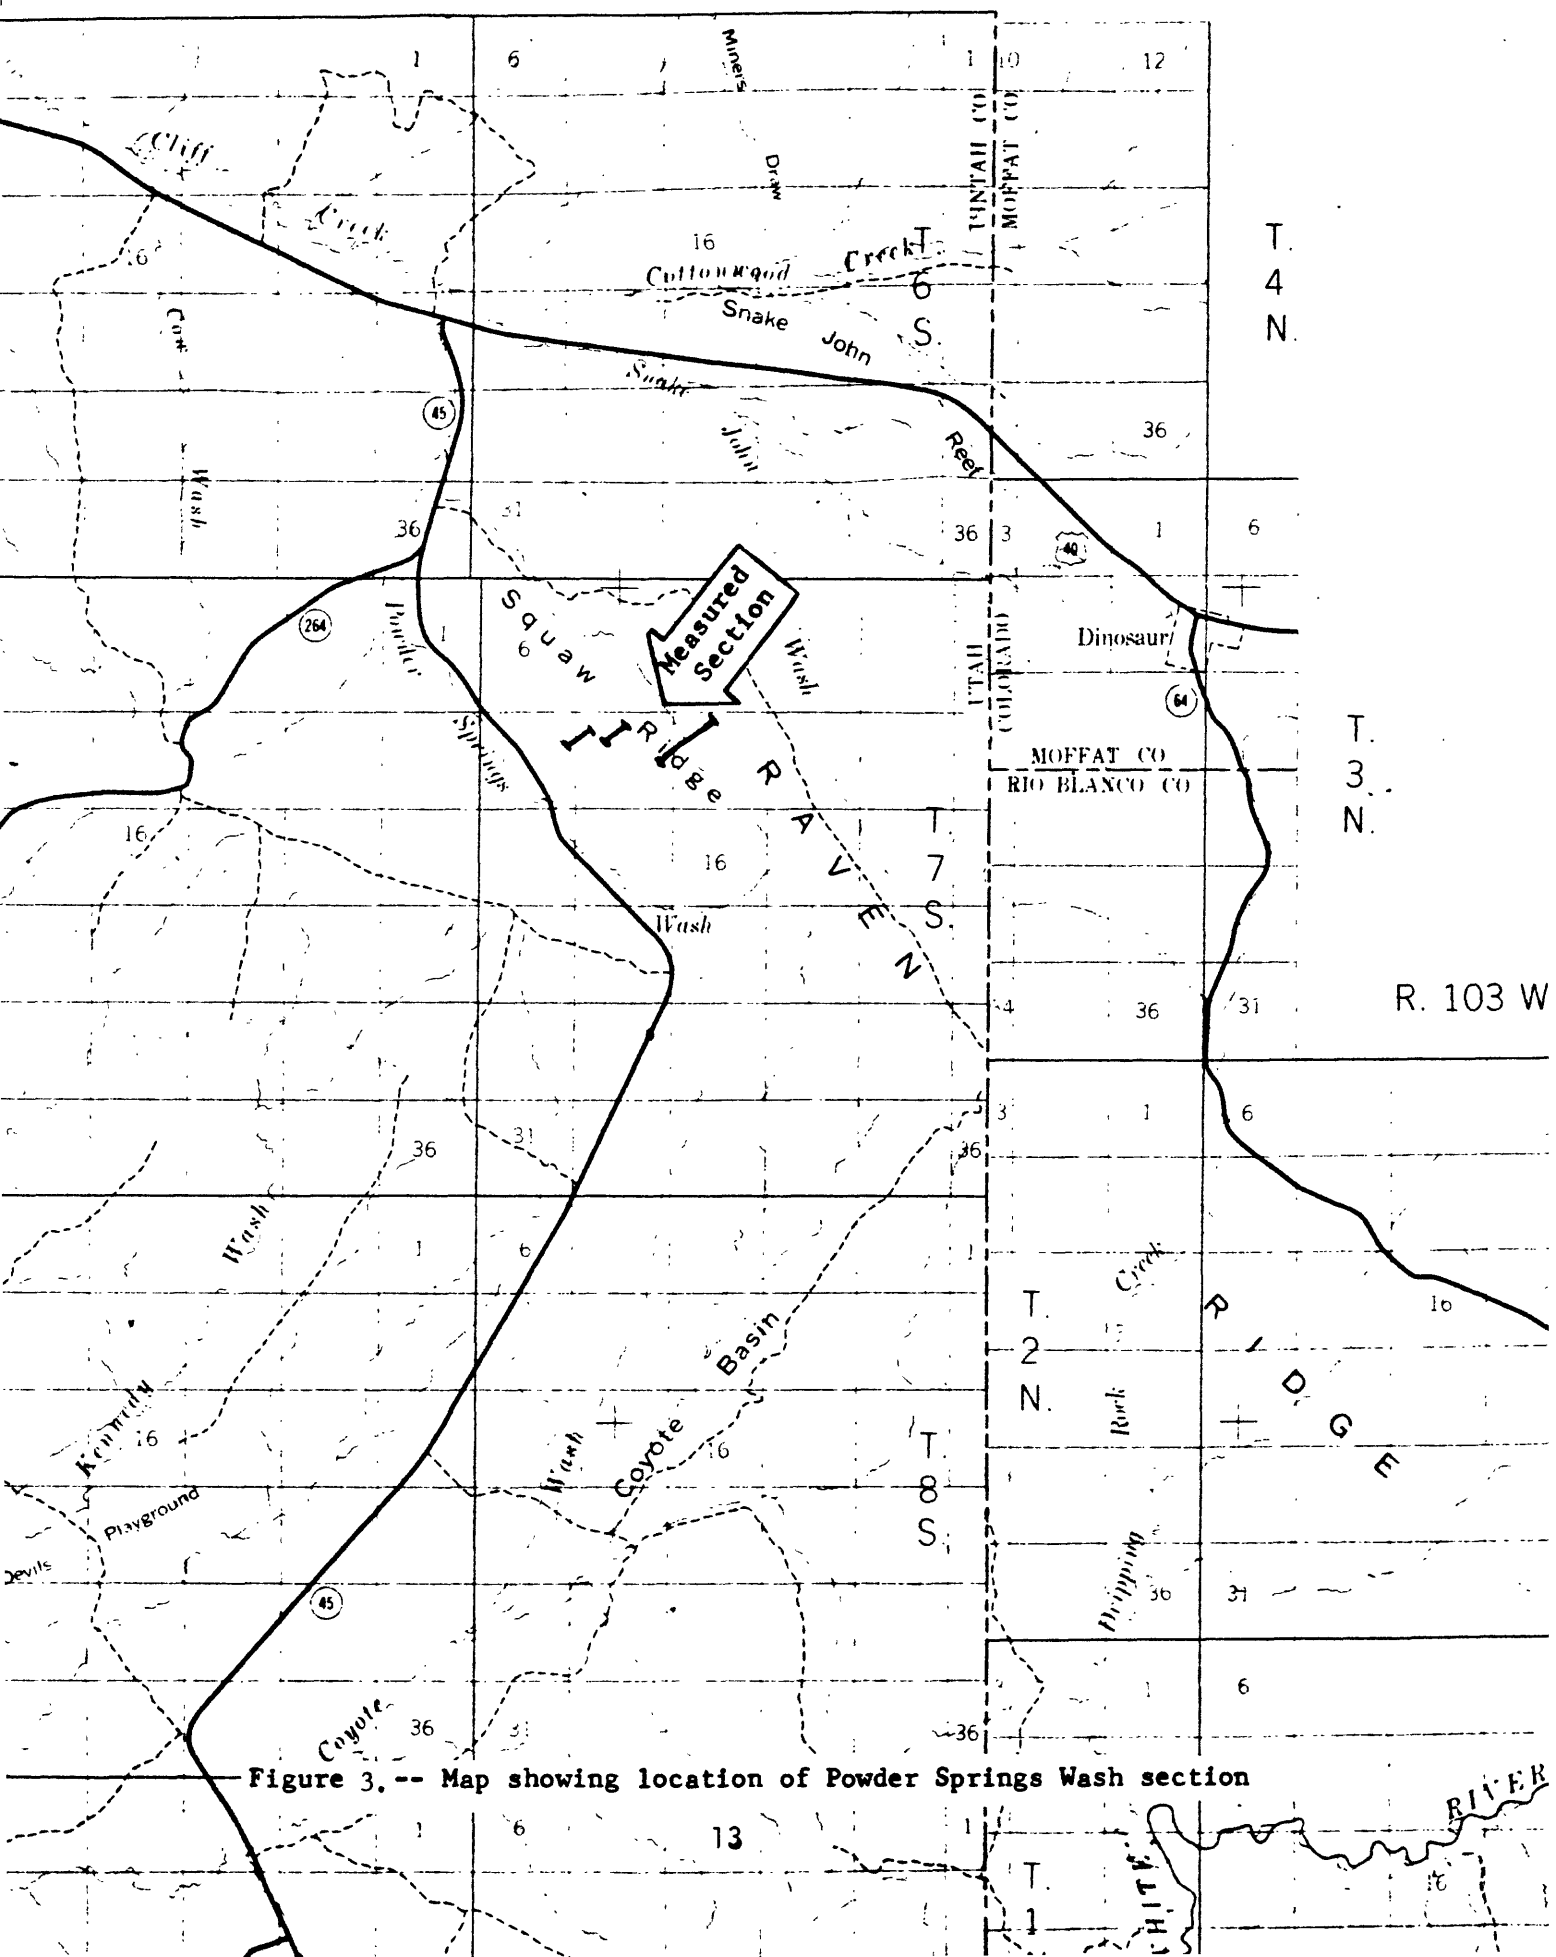 1
6
1
10
12
Miners
Draw
Cliff
Creek
UINTAH CO
MOFFAT CO
16
16
Cottonwood Creek
Snake John
Reef
T.
6
S.
T.
4
N.
Cow
Wash
45
Snake
John
Wash
36
36
31
36
3
1
6
40
264
Powder
Springs
Wash
1
6
Squaw
Ridge
Measured
Section
UTAH
COLORADO
Dinosaur
64
MOFFAT CO
RIO BLANCO CO
T.
3
N.
RAVEN
RIDGE
16
16
T.
7
S.
4
36
31
R. 103 W
36
31
36
3
1
6
Kennedy
Wash
1
6
1
T.
2
N.
Dripping
Rock
Creek
16
16
Coyote Basin
16
Coyote
Wash
T.
8
S.
Devils
Playground
45
36
31
36
31
36
1
6
Figure 3. -- Map showing location of Powder Springs Wash section
1
6
13
1
T.
1
WHITE
RIVER
16